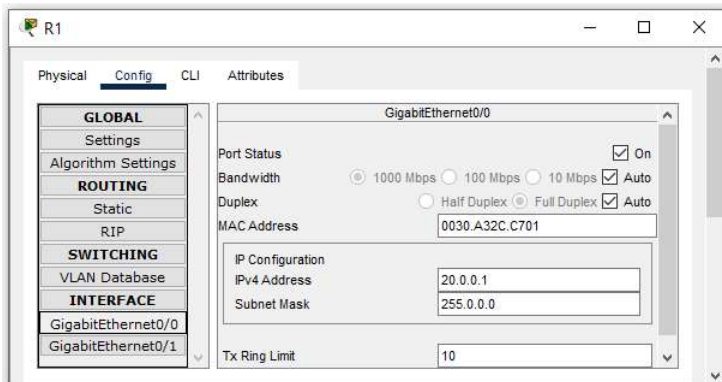 R1
Physical Config CLI Attributes
GLOBAL
Settings
Algorithm Settings
ROUTING
Static
RIP
SWITCHING
VLAN Database
INTERFACE
GigabitEthernet0/0
GigabitEthernet0/1
GigabitEthernet0/0
Port Status On
Bandwidth 1000 Mbps 100 Mbps 10 Mbps Auto
Duplex Half Duplex Full Duplex Auto
MAC Address 0030.A32C.C701
IP Configuration
IPv4 Address 20.0.0.1
Subnet Mask 255.0.0.0
Tx Ring Limit 10